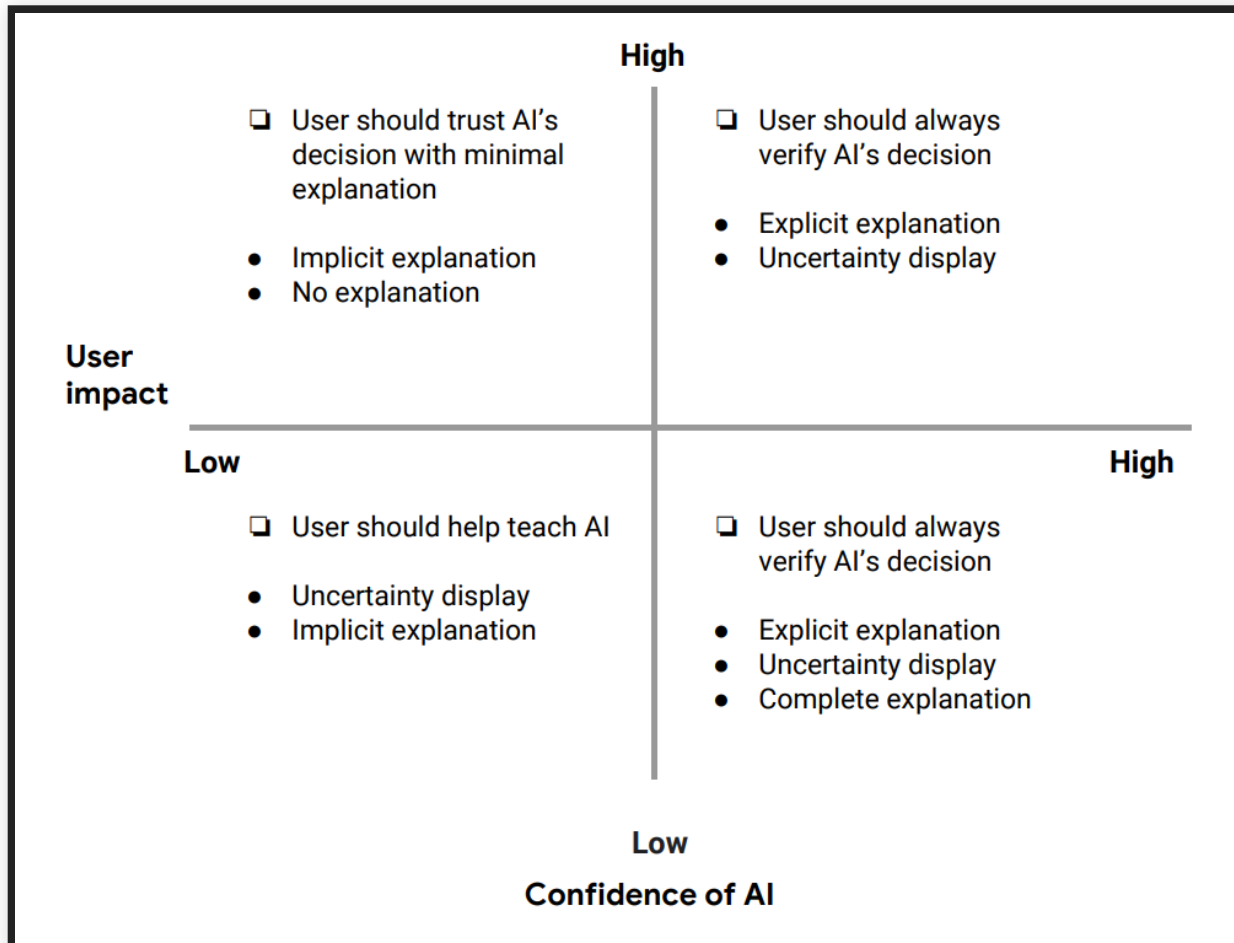 High
❏ User should trust AI's
decision with minimal
explanation
● Implicit explanation
● No explanation
❏ User should always
verify AI's decision
● Explicit explanation
● Uncertainty display
User
impact
Low
High
❏ User should help teach AI
● Uncertainty display
● Implicit explanation
❏ User should always
verify AI's decision
● Explicit explanation
● Uncertainty display
● Complete explanation
Low
Confidence of AI